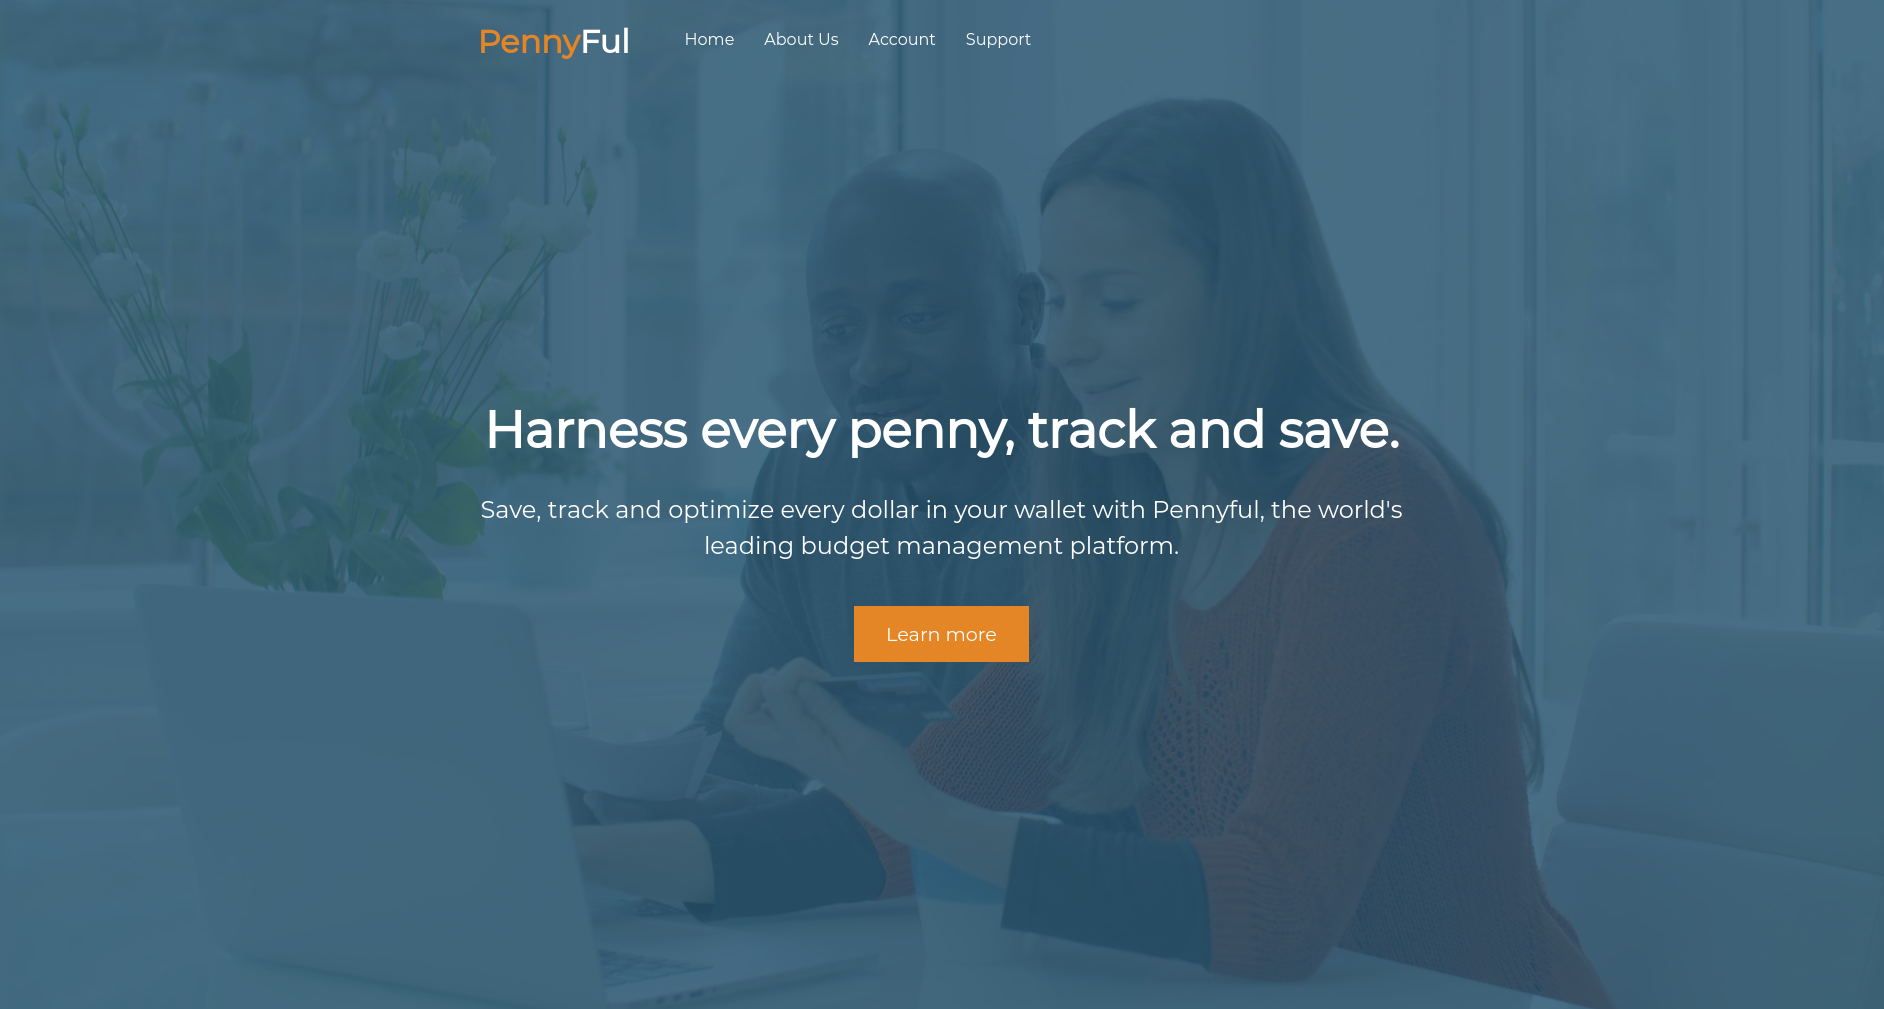 PennyFul
Home
About Us
Account
Support
Harness every penny, track and save.
Save, track and optimize every dollar in your wallet with Pennyful, the world's
leading budget management platform.
Learn more